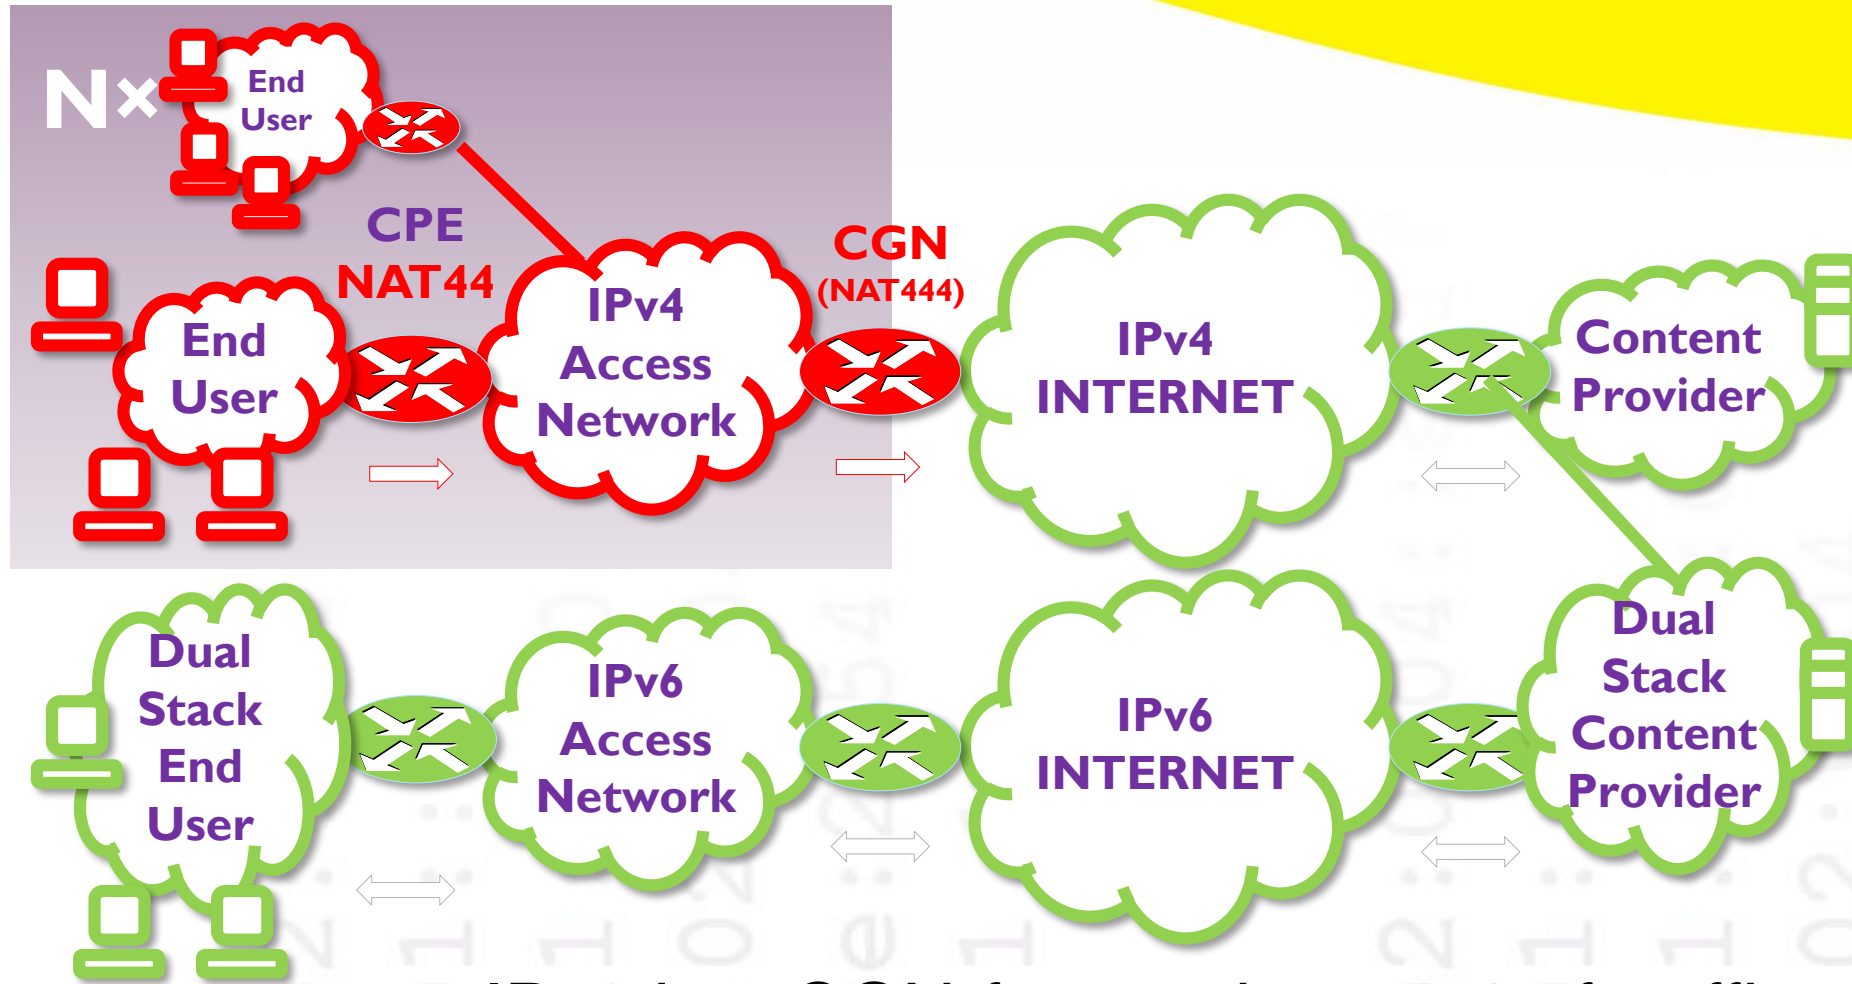 N×
End
User
CPE
NAT44
CGN
(NAT444)
End
User
IPv4
Access
Network
IPv4
INTERNET
Content
Provider
Dual
Stack
End
User
IPv6
Access
Network
IPv6
INTERNET
Dual
Stack
Content
Provider